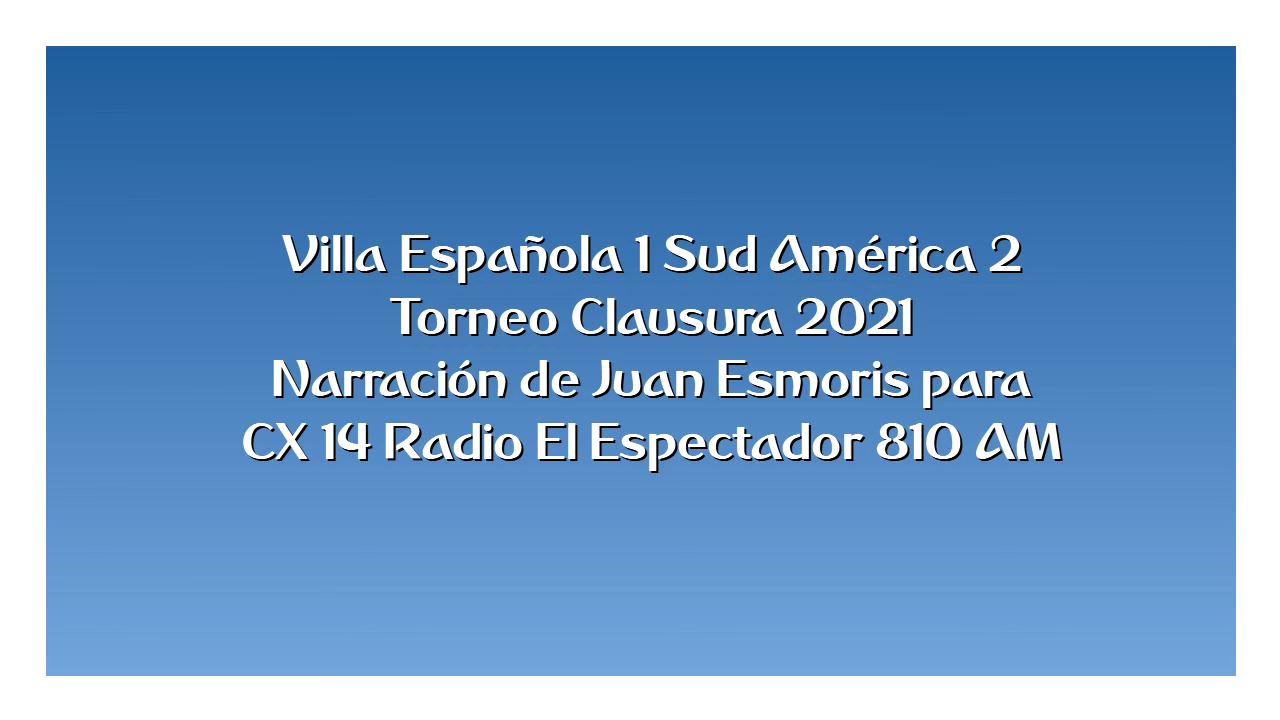 Villa Española 1 Sud América 2
Torneo Clausura 2021
Narración de Juan Esmoris para
CX 14 Radio El Espectador 810 AM